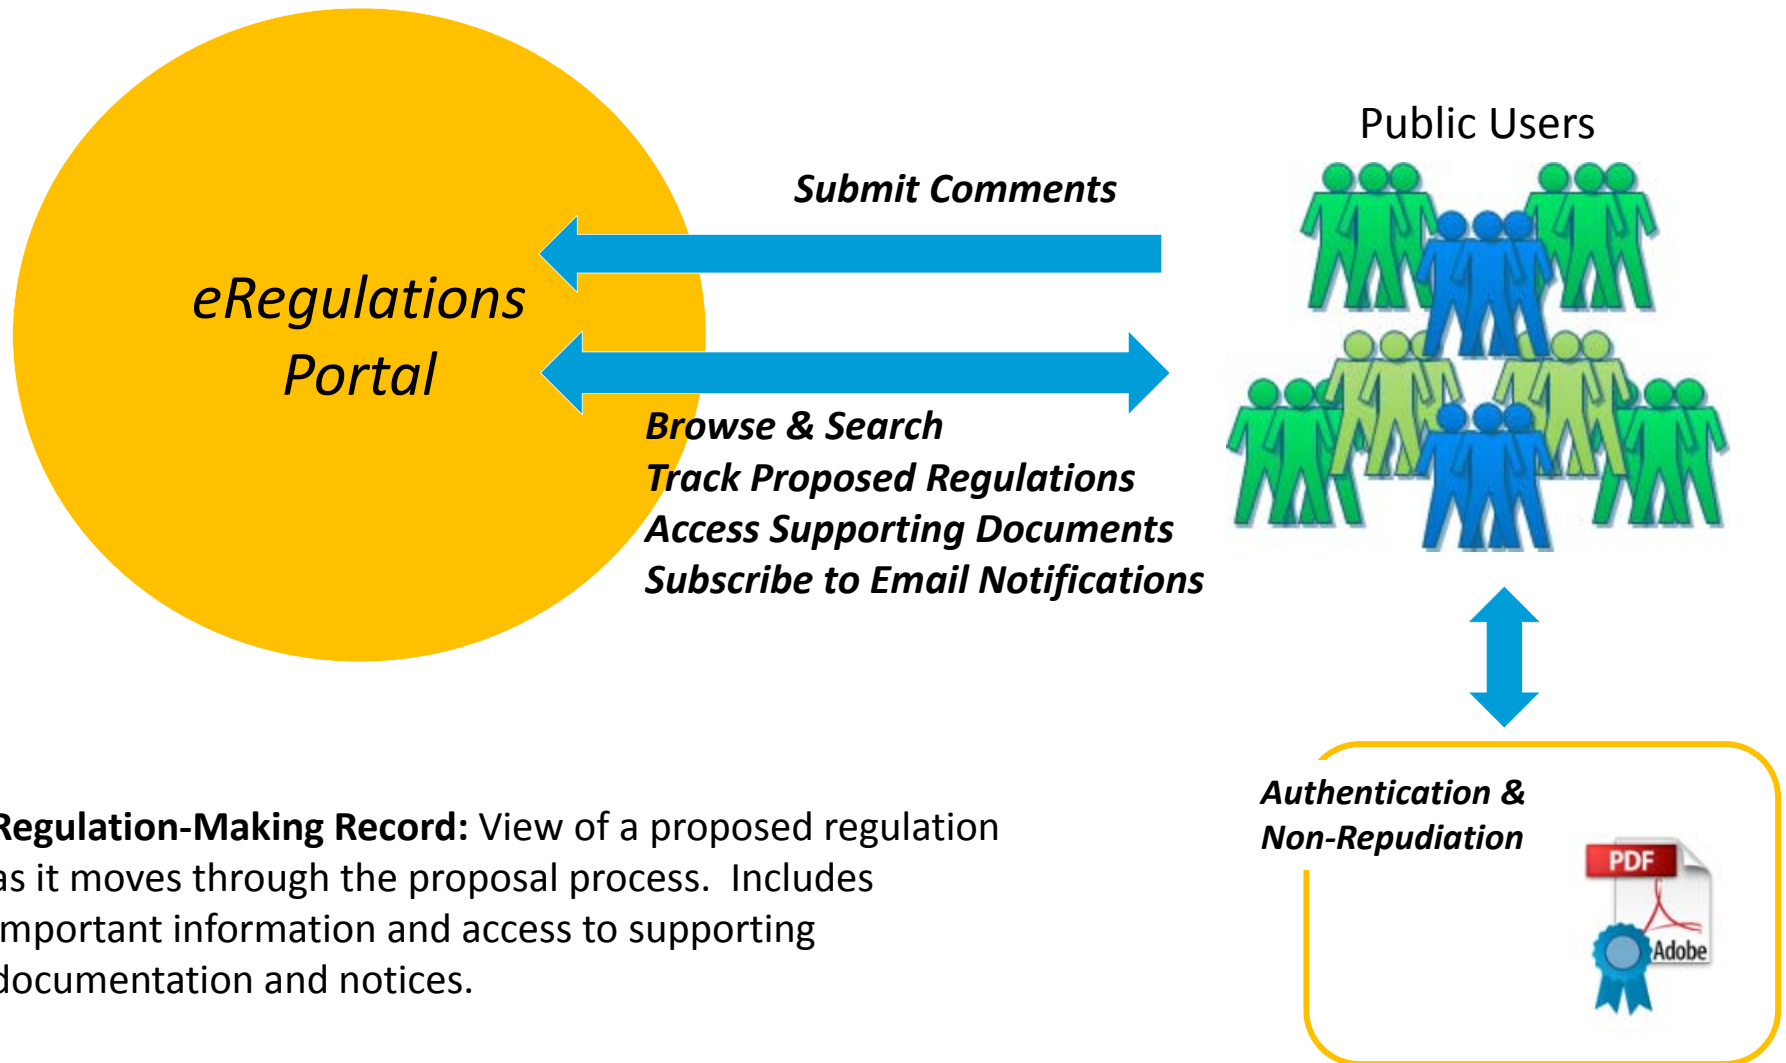 Public Users
Submit Comments
eRegulations
Portal
Browse & Search
Track Proposed Regulations
Access Supporting Documents
Subscribe to Email Notifications
Authentication &
Non-Repudiation
PDF
Adobe
Regulation-Making Record: View of a proposed regulation
as it moves through the proposal process.  Includes
important information and access to supporting
documentation and notices.